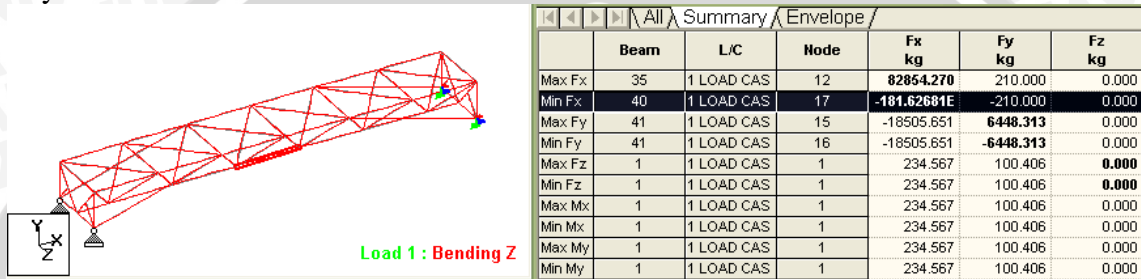 All Summary Envelope
Beam L/C Node Fx kg Fy kg Fz kg
Max Fx 35 1 LOAD CAS 12 82854.270 210.000 0.000
Min Fx 40 1 LOAD CAS 17 -181.62681E -210.000 0.000
Max Fy 41 1 LOAD CAS 15 -18505.651 6448.313 0.000
Min Fy 41 1 LOAD CAS 16 -18505.651 -6448.313 0.000
Max Fz 1 1 LOAD CAS 1 234.567 100.406 0.000
Min Fz 1 1 LOAD CAS 1 234.567 100.406 0.000
Max Mx 1 1 LOAD CAS 1 234.567 100.406 0.000
Min Mx 1 1 LOAD CAS 1 234.567 100.406 0.000
Max My 1 1 LOAD CAS 1 234.567 100.406 0.000
Min My 1 1 LOAD CAS 1 234.567 100.406 0.000
Y
X
Z
Load 1 : Bending Z